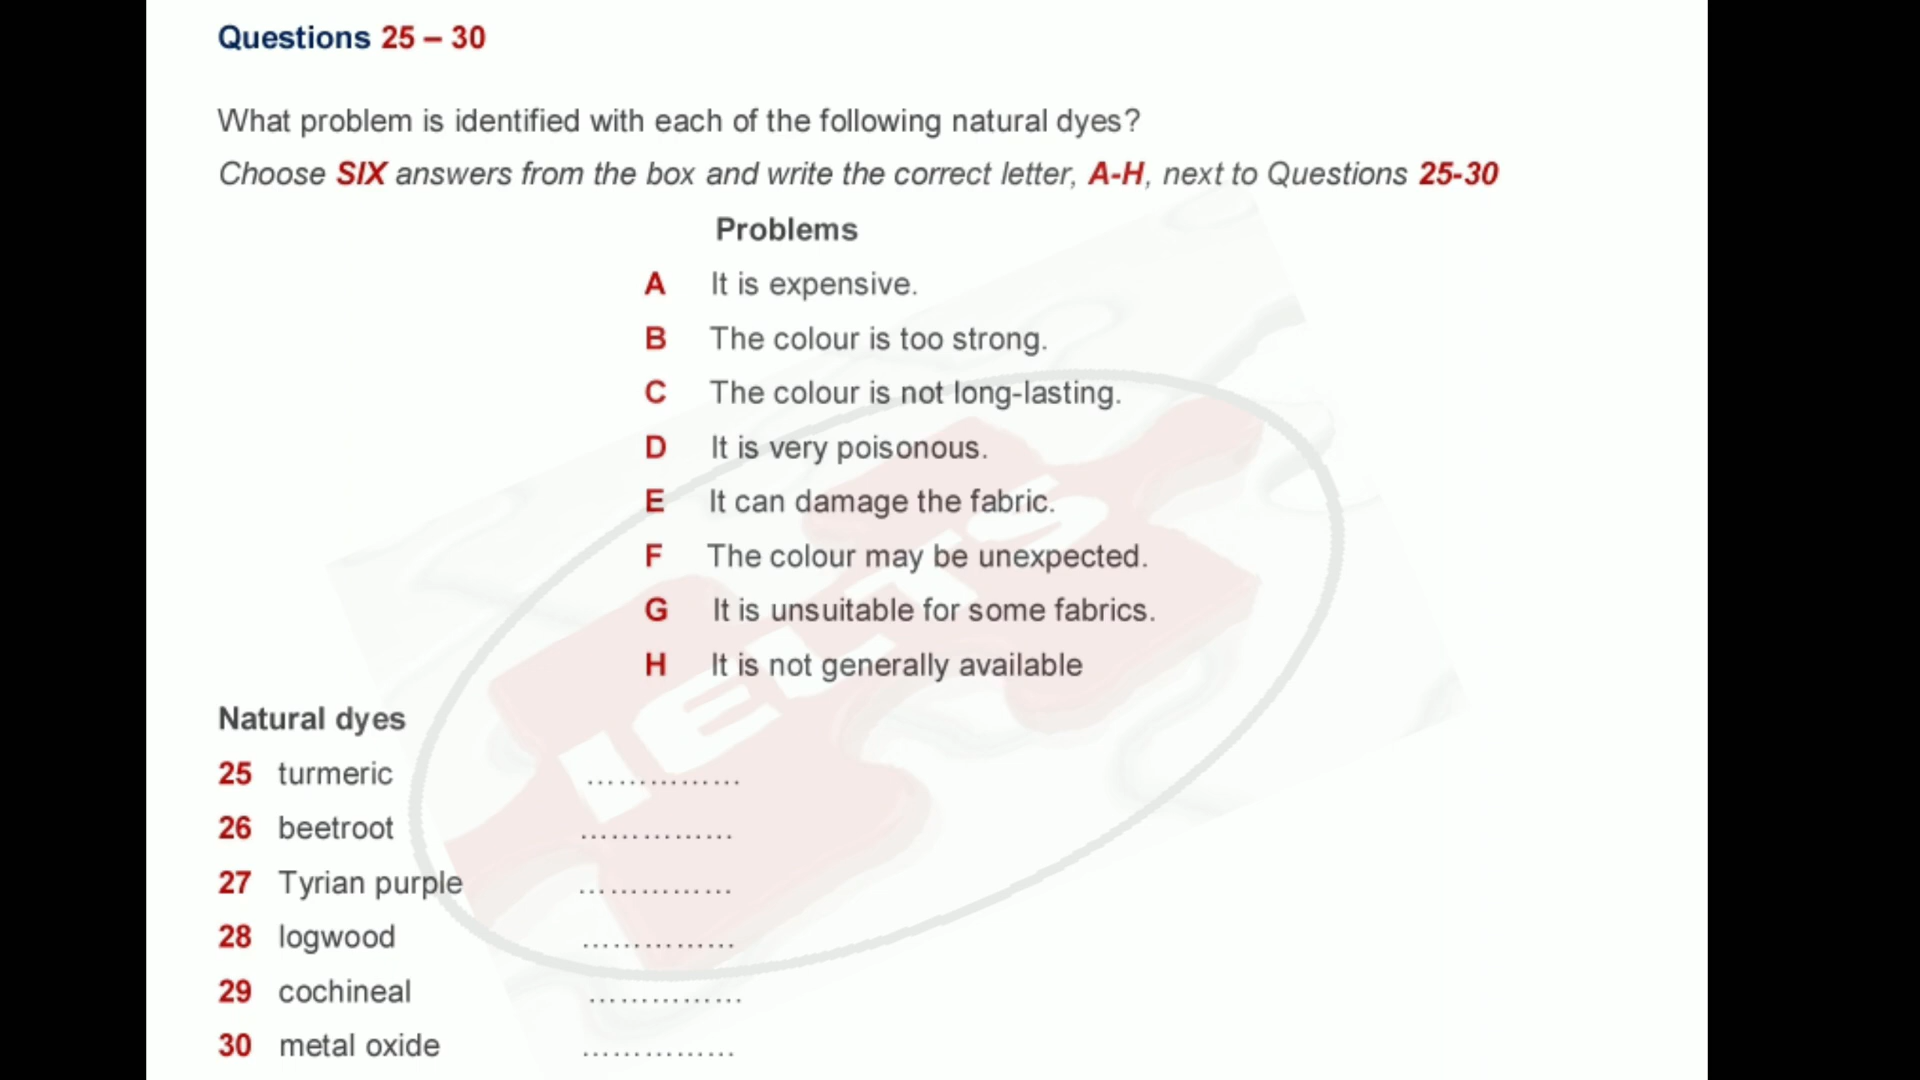 Questions 25 – 30
What problem is identified with each of the following natural dyes?
Choose SIX answers from the box and write the correct letter, A-H, next to Questions 25-30
Problems
A It is expensive.
B The colour is too strong.
C The colour is not long-lasting.
D It is very poisonous.
E It can damage the fabric.
F The colour may be unexpected.
G It is unsuitable for some fabrics.
H It is not generally available
Natural dyes
25 turmeric ……………
26 beetroot ……………
27 Tyrian purple ……………
28 logwood ……………
29 cochineal ……………
30 metal oxide ……………
IELTS